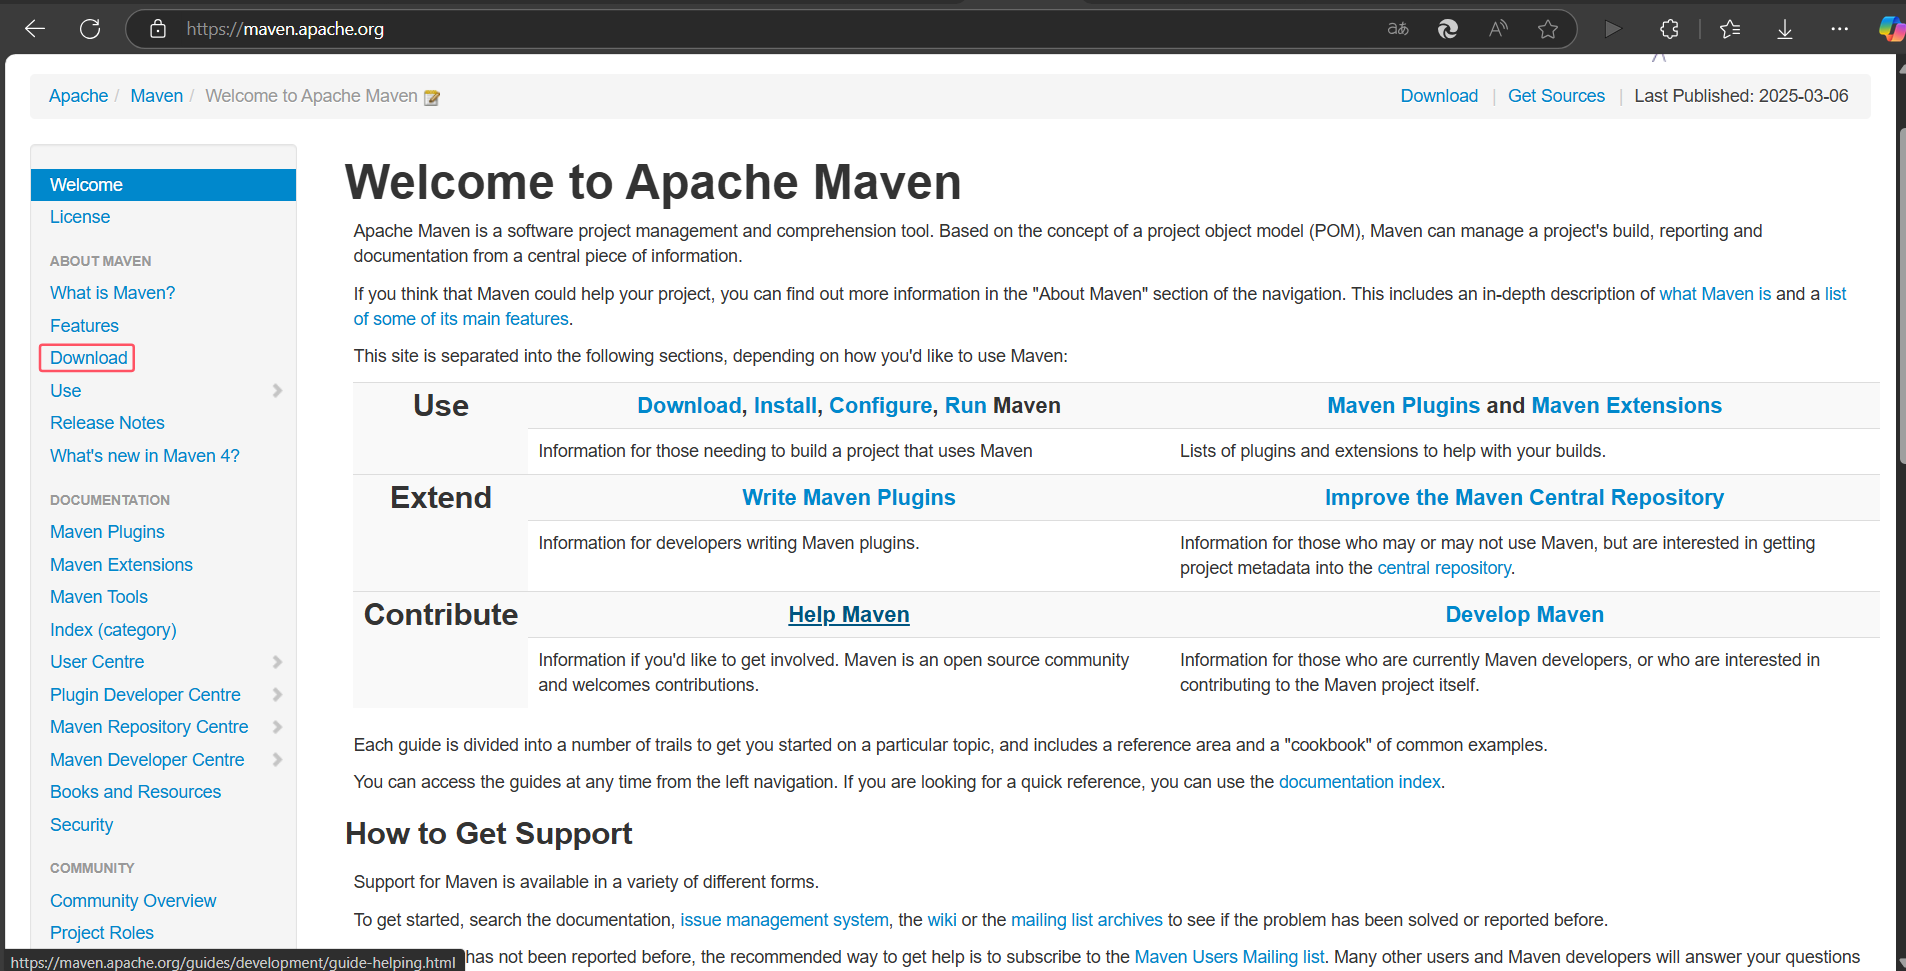 https://maven.apache.org
Apache / Maven / Welcome to Apache Maven
Download | Get Sources | Last Published: 2025-03-06
Welcome
License
ABOUT MAVEN
What is Maven?
Features
Download
Use
Release Notes
What's new in Maven 4?
DOCUMENTATION
Maven Plugins
Maven Extensions
Maven Tools
Index (category)
User Centre
Plugin Developer Centre
Maven Repository Centre
Maven Developer Centre
Books and Resources
Security
COMMUNITY
Community Overview
Project Roles
Welcome to Apache Maven
Apache Maven is a software project management and comprehension tool. Based on the concept of a project object model (POM), Maven can manage a project's build, reporting and
documentation from a central piece of information.
If you think that Maven could help your project, you can find out more information in the "About Maven" section of the navigation. This includes an in-depth description of what Maven is and a list
of some of its main features.
This site is separated into the following sections, depending on how you'd like to use Maven:
Use
Download, Install, Configure, Run Maven
Maven Plugins and Maven Extensions
Information for those needing to build a project that uses Maven
Lists of plugins and extensions to help with your builds.
Extend
Write Maven Plugins
Improve the Maven Central Repository
Information for developers writing Maven plugins.
Information for those who may or may not use Maven, but are interested in getting
project metadata into the central repository.
Contribute
Help Maven
Develop Maven
Information if you'd like to get involved. Maven is an open source community
and welcomes contributions.
Information for those who are currently Maven developers, or who are interested in
contributing to the Maven project itself.
Each guide is divided into a number of trails to get you started on a particular topic, and includes a reference area and a "cookbook" of common examples.
You can access the guides at any time from the left navigation. If you are looking for a quick reference, you can use the documentation index.
How to Get Support
Support for Maven is available in a variety of different forms.
To get started, search the documentation, issue management system, the wiki or the mailing list archives to see if the problem has been solved or reported before.
has not been reported before, the recommended way to get help is to subscribe to the Maven Users Mailing list. Many other users and Maven developers will answer your questions
https://maven.apache.org/guides/development/guide-helping.html